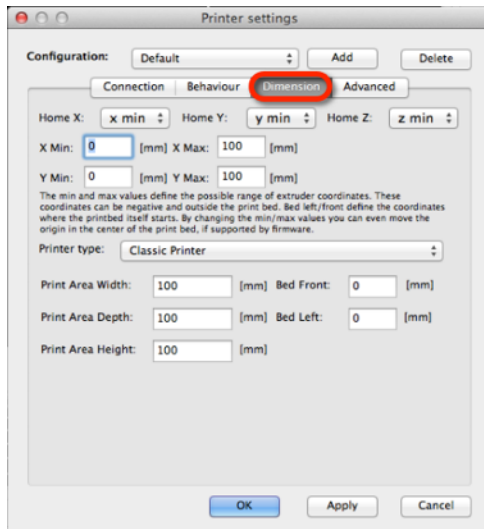 Printer settings
Configuration: Default Add Delete
Connection Behaviour Dimension Advanced
Home X: x min Home Y: y min Home Z: z min
X Min: 0 [mm] X Max: 100 [mm]
Y Min: 0 [mm] Y Max: 100 [mm]
The min and max values define the possible range of extruder coordinates. These
coordinates can be negative and outside the print bed. Bed left/front define the coordinates
where the printbed itself starts. By changing the min/max values you can even move the
origin in the center of the print bed, if supported by firmware.
Printer type: Classic Printer
Print Area Width: 100 [mm] Bed Front: 0 [mm]
Print Area Depth: 100 [mm] Bed Left: 0 [mm]
Print Area Height: 100 [mm]
OK Apply Cancel